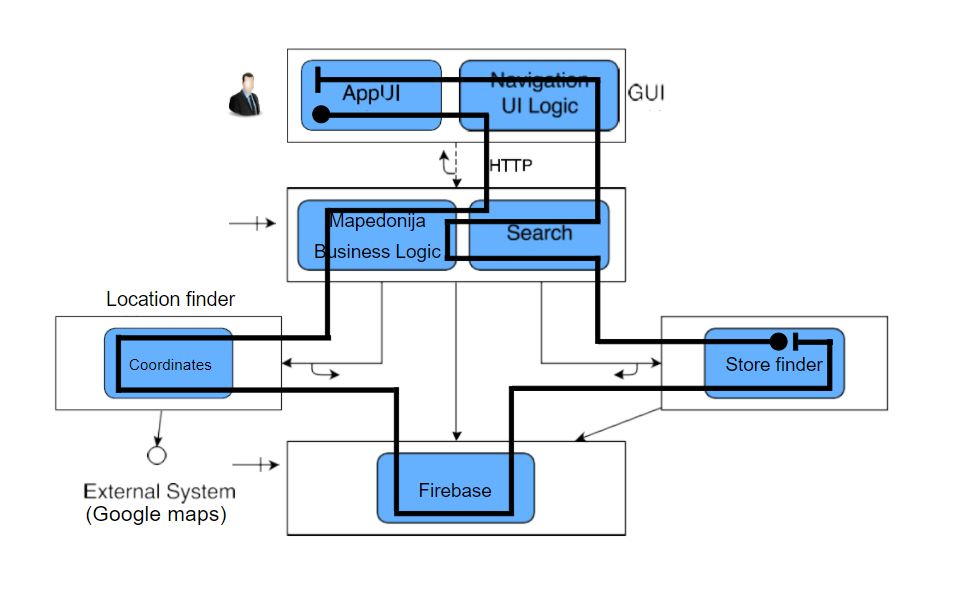 Navigation
AppUI
UI Logic
GUI
HTTP
Mapedonija
Business Logic
Search
Location finder
Coordinates
Store finder
External System
(Google maps)
Firebase